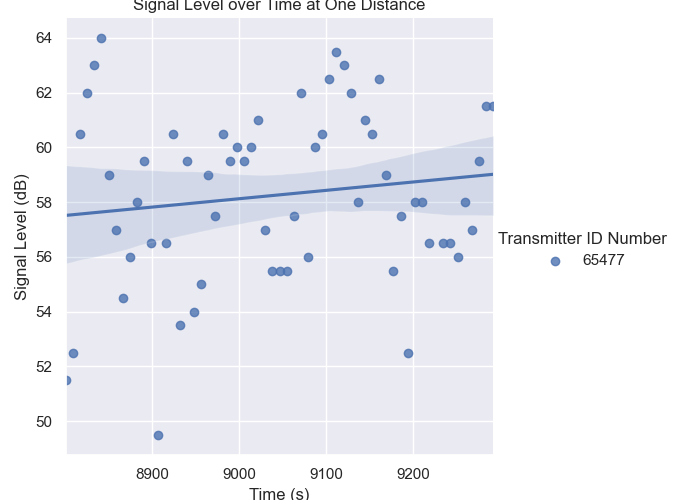 Signal Level over Time at One Distance
64
62
60
58
56
54
52
50
Signal Level (dB)
8900 9000 9100 9200
Time (s)
Transmitter ID Number
65477